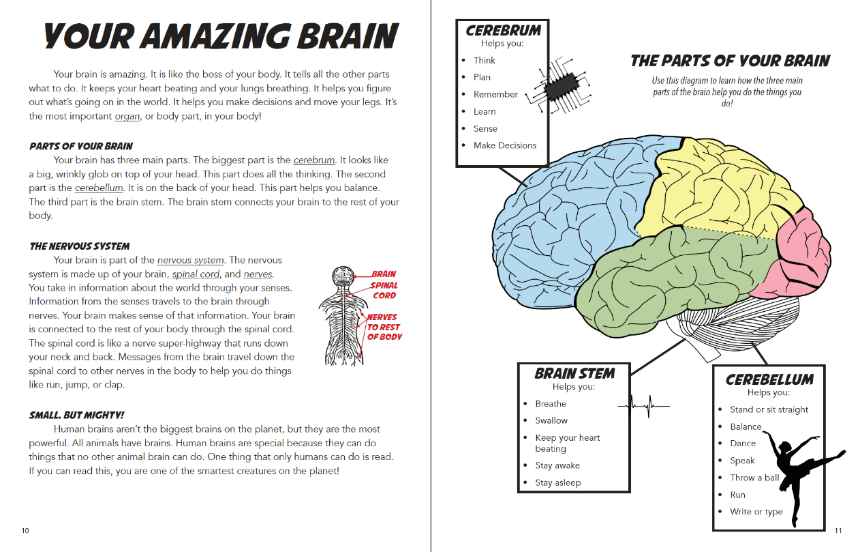 YOUR AMAZING BRAIN
Your brain is amazing. It is like the boss of your body. It tells all the other parts
what to do. It keeps your heart beating and your lungs breathing. It helps you figure
out what's going on in the world. It helps you make decisions and move your legs. It's
the most important organ, or body part, in your body!
PARTS OF YOUR BRAIN
Your brain has three main parts. The biggest part is the cerebrum. It looks like
a big, wrinkly glob on top of your head. This part does all the thinking. The second
part is the cerebellum. It is on the back of your head. This part helps you balance.
The third part is the brain stem. The brain stem connects your brain to the rest of your
body.
THE NERVOUS SYSTEM
Your brain is part of the nervous system. The nervous
system is made up of your brain, spinal cord, and nerves.
You take in information about the world through your senses.
Information from the senses travels to the brain through
nerves. Your brain makes sense of that information. Your brain
is connected to the rest of your body through the spinal cord.
The spinal cord is like a nerve super-highway that runs down
your neck and back. Messages from the brain travel down the
spinal cord to other nerves in the body to help you do things
like run, jump, or clap.
BRAIN
SPINAL
CORD
NERVES
TO REST
OF BODY
SMALL, BUT MIGHTY!
Human brains aren't the biggest brains on the planet, but they are the most
powerful. All animals have brains. Human brains are special because they can do
things that no other animal brain can do. One thing that only humans can do is read.
If you can read this, you are one of the smartest creatures on the planet!
10
CEREBRUM
Helps you:
• Think
• Plan
• Remember
• Learn
• Sense
• Make Decisions
THE PARTS OF YOUR BRAIN
Use this diagram to learn how the three main
parts of the brain help you do the things you
do!
BRAIN STEM
Helps you:
• Breathe
• Swallow
• Keep your heart
beating
• Stay awake
• Stay asleep
CEREBELLUM
Helps you:
• Stand or sit straight
• Balance
• Dance
• Speak
• Throw a ball
• Run
• Write or type
11